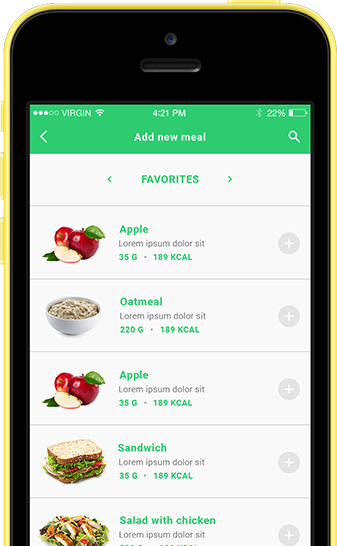 VIRGIN 4:21 PM 22%
Add new meal
FAVORITES
Apple
Lorem ipsum dolor sit
35 G • 189 KCAL
Oatmeal
Lorem ipsum dolor sit
220 G • 189 KCAL
Apple
Lorem ipsum dolor sit
35 G • 189 KCAL
Sandwich
Lorem ipsum dolor sit
35 G • 189 KCAL
Salad with chicken
Lorem ipsum dolor sit